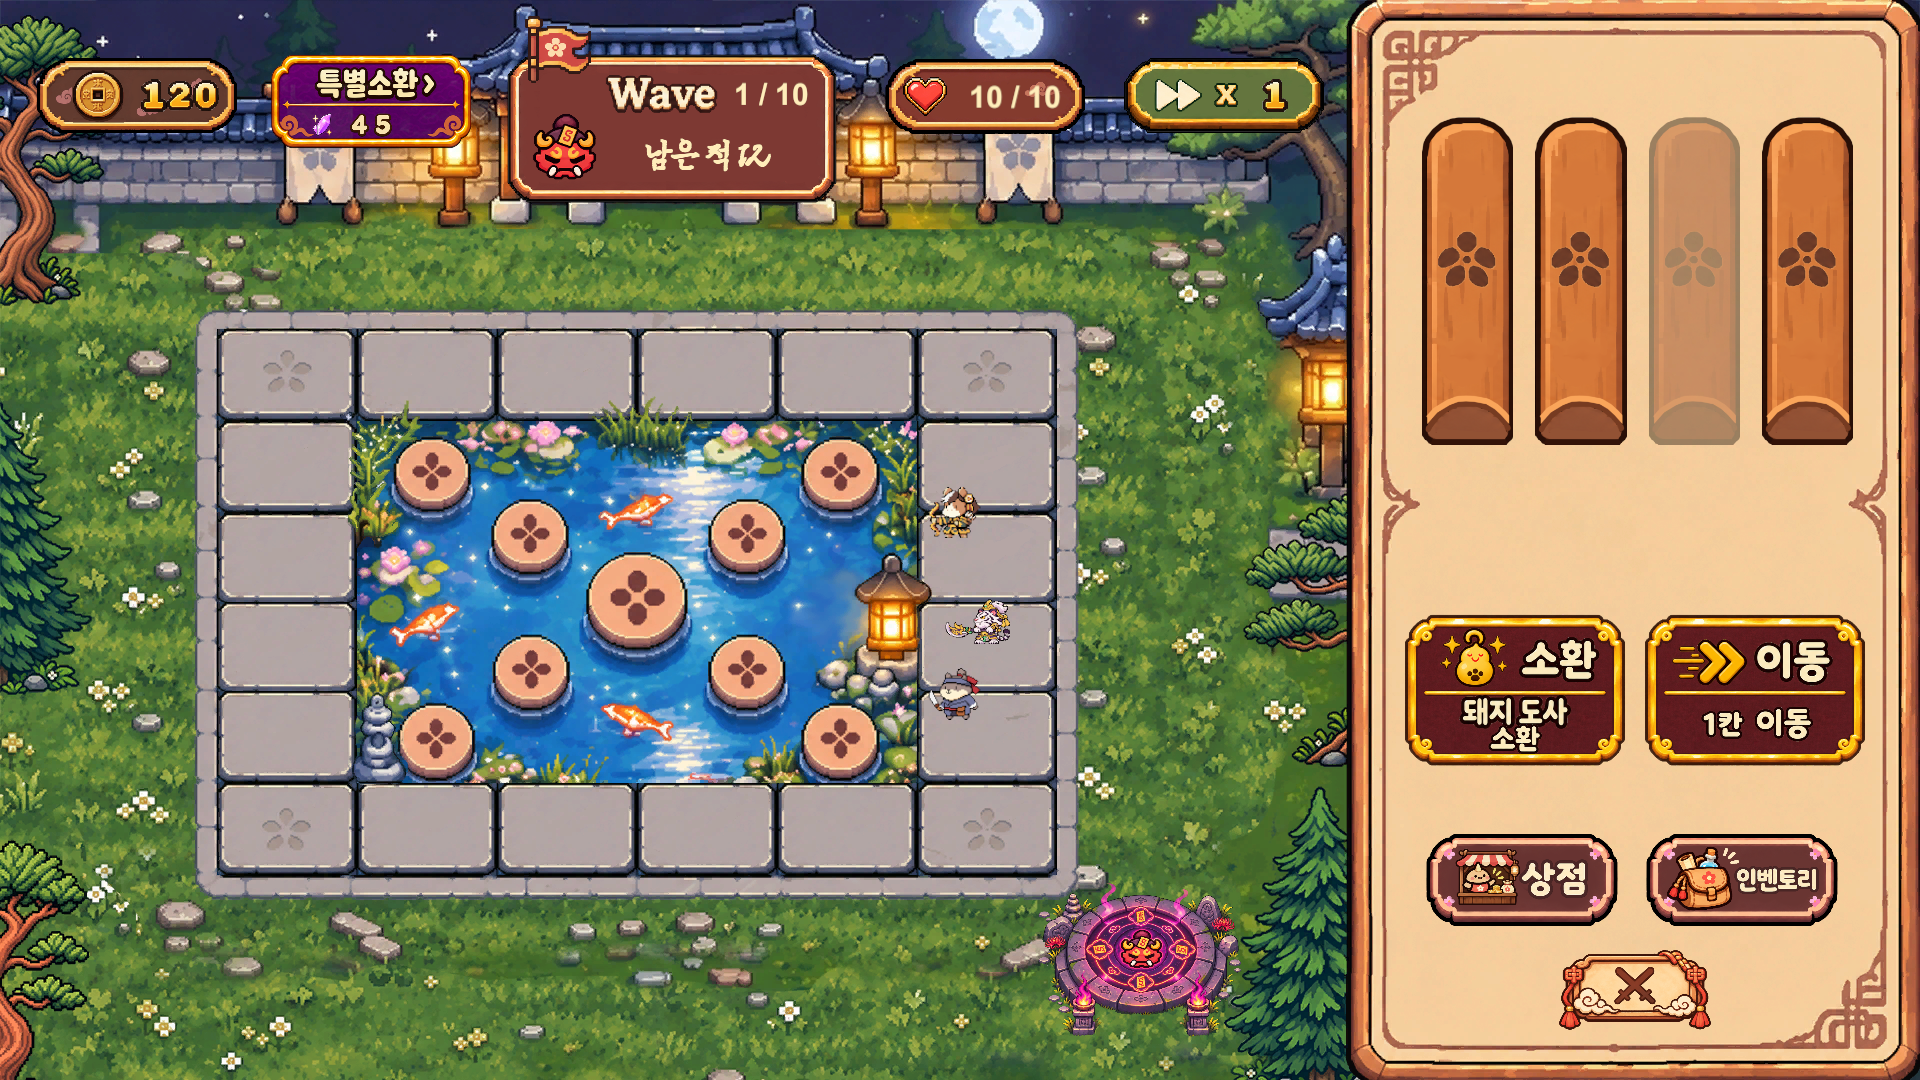 120
특별소환 >
45
Wave 1 / 10
남은적 12
10 / 10
X 1
소환
돼지 도사
소환
이동
1칸 이동
상점
인벤토리